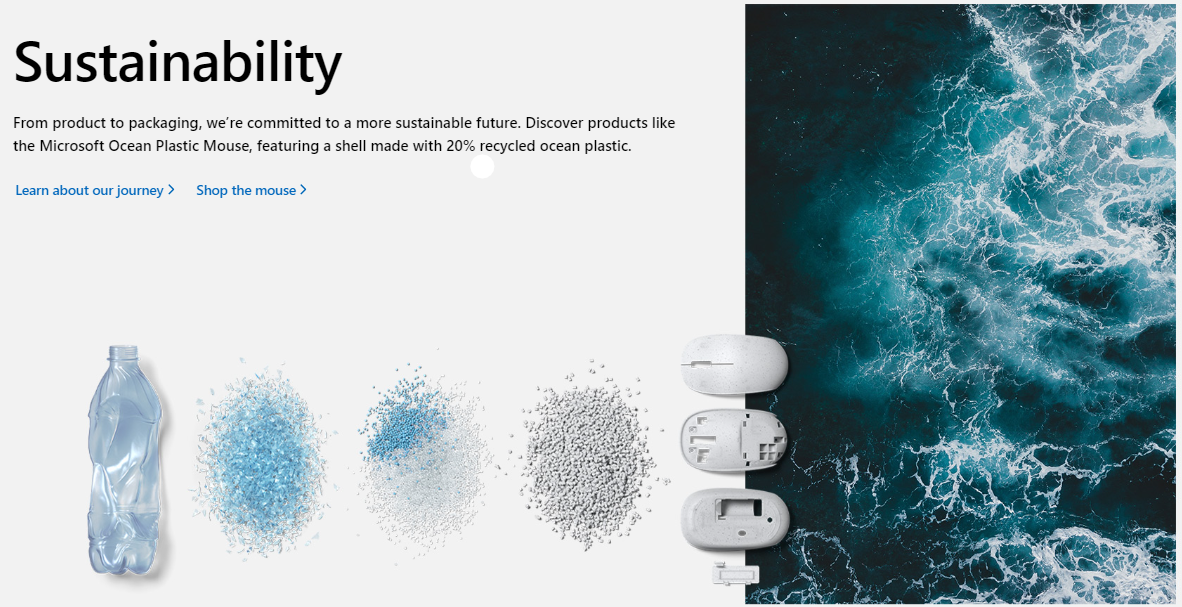 Sustainability
From product to packaging, we're committed to a more sustainable future. Discover products like
the Microsoft Ocean Plastic Mouse, featuring a shell made with 20% recycled ocean plastic.
Learn about our journey > Shop the mouse >